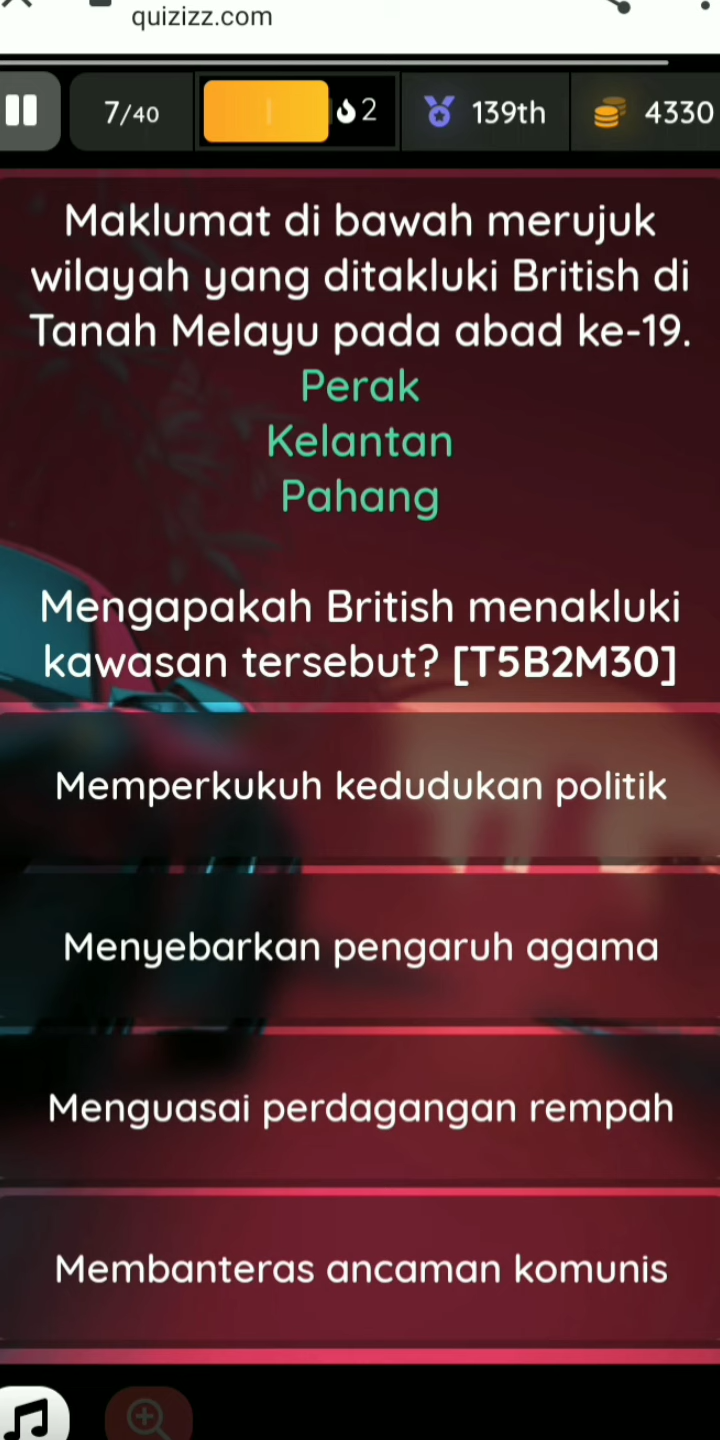 quizizz.com
7/40
2
139th
4330
Maklumat di bawah merujuk
wilayah yang ditakluki British di
Tanah Melayu pada abad ke-19.
Perak
Kelantan
Pahang
Mengapakah British menakluki
kawasan tersebut? [T5B2M30]
Memperkukuh kedudukan politik
Menyebarkan pengaruh agama
Menguasai perdagangan rempah
Membanteras ancaman komunis